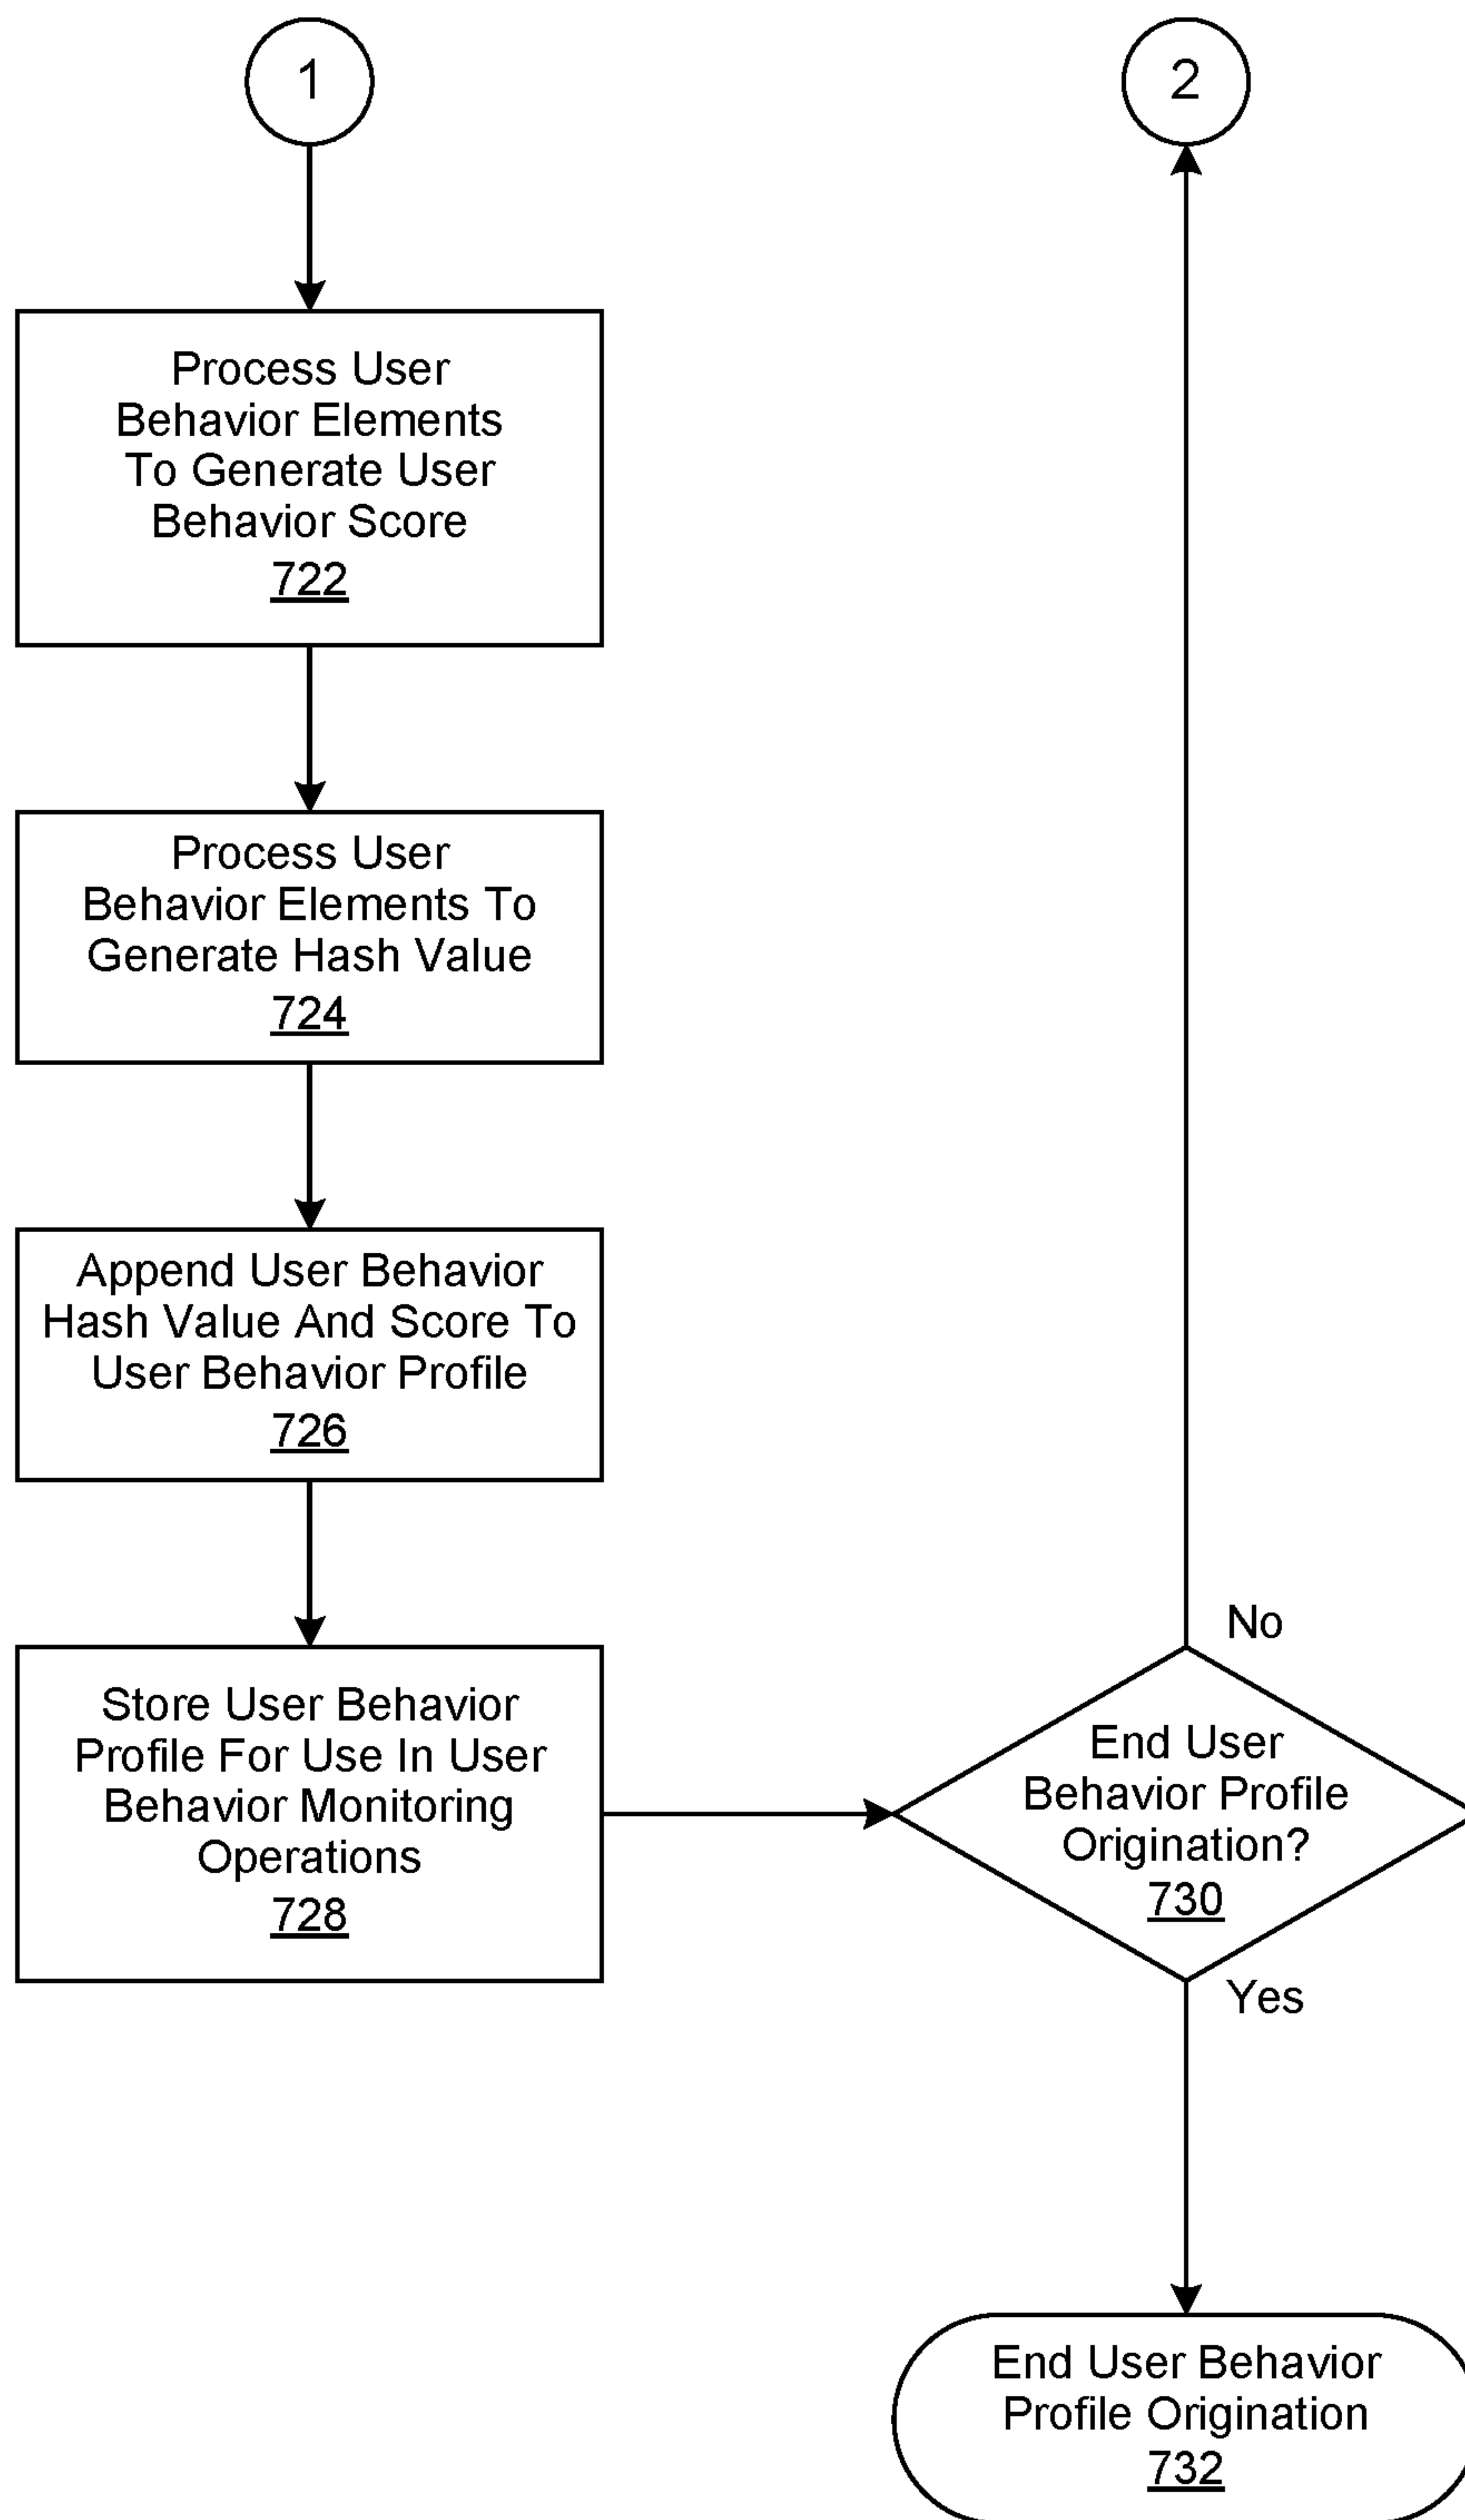 1
Process User
Behavior Elements
To Generate User
Behavior Score
722
Process User
Behavior Elements To
Generate Hash Value
724
Append User Behavior
Hash Value And Score To
User Behavior Profile
726
Store User Behavior
Profile For Use In User
Behavior Monitoring
Operations
728
2
No
End User
Behavior Profile
Origination?
730
Yes
End User Behavior
Profile Origination
732